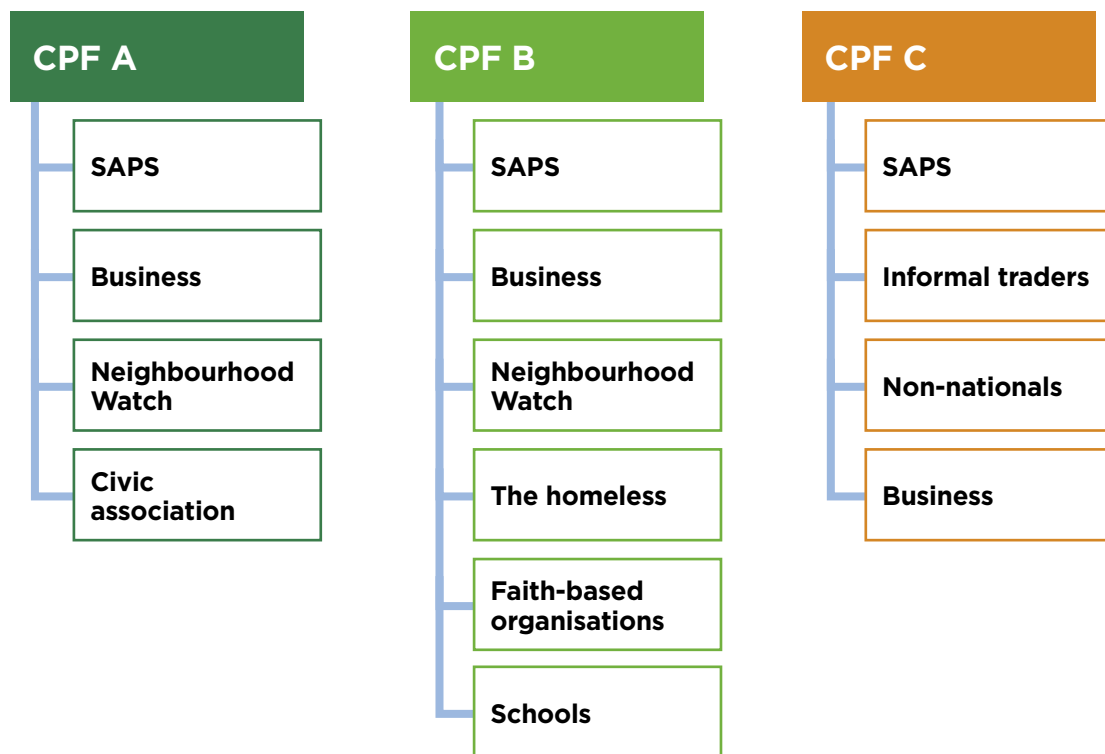 CPF A
SAPS
Business
Neighbourhood
Watch
Civic
association
CPF B
SAPS
Business
Neighbourhood
Watch
The homeless
Faith-based
organisations
Schools
CPF C
SAPS
Informal traders
Non-nationals
Business